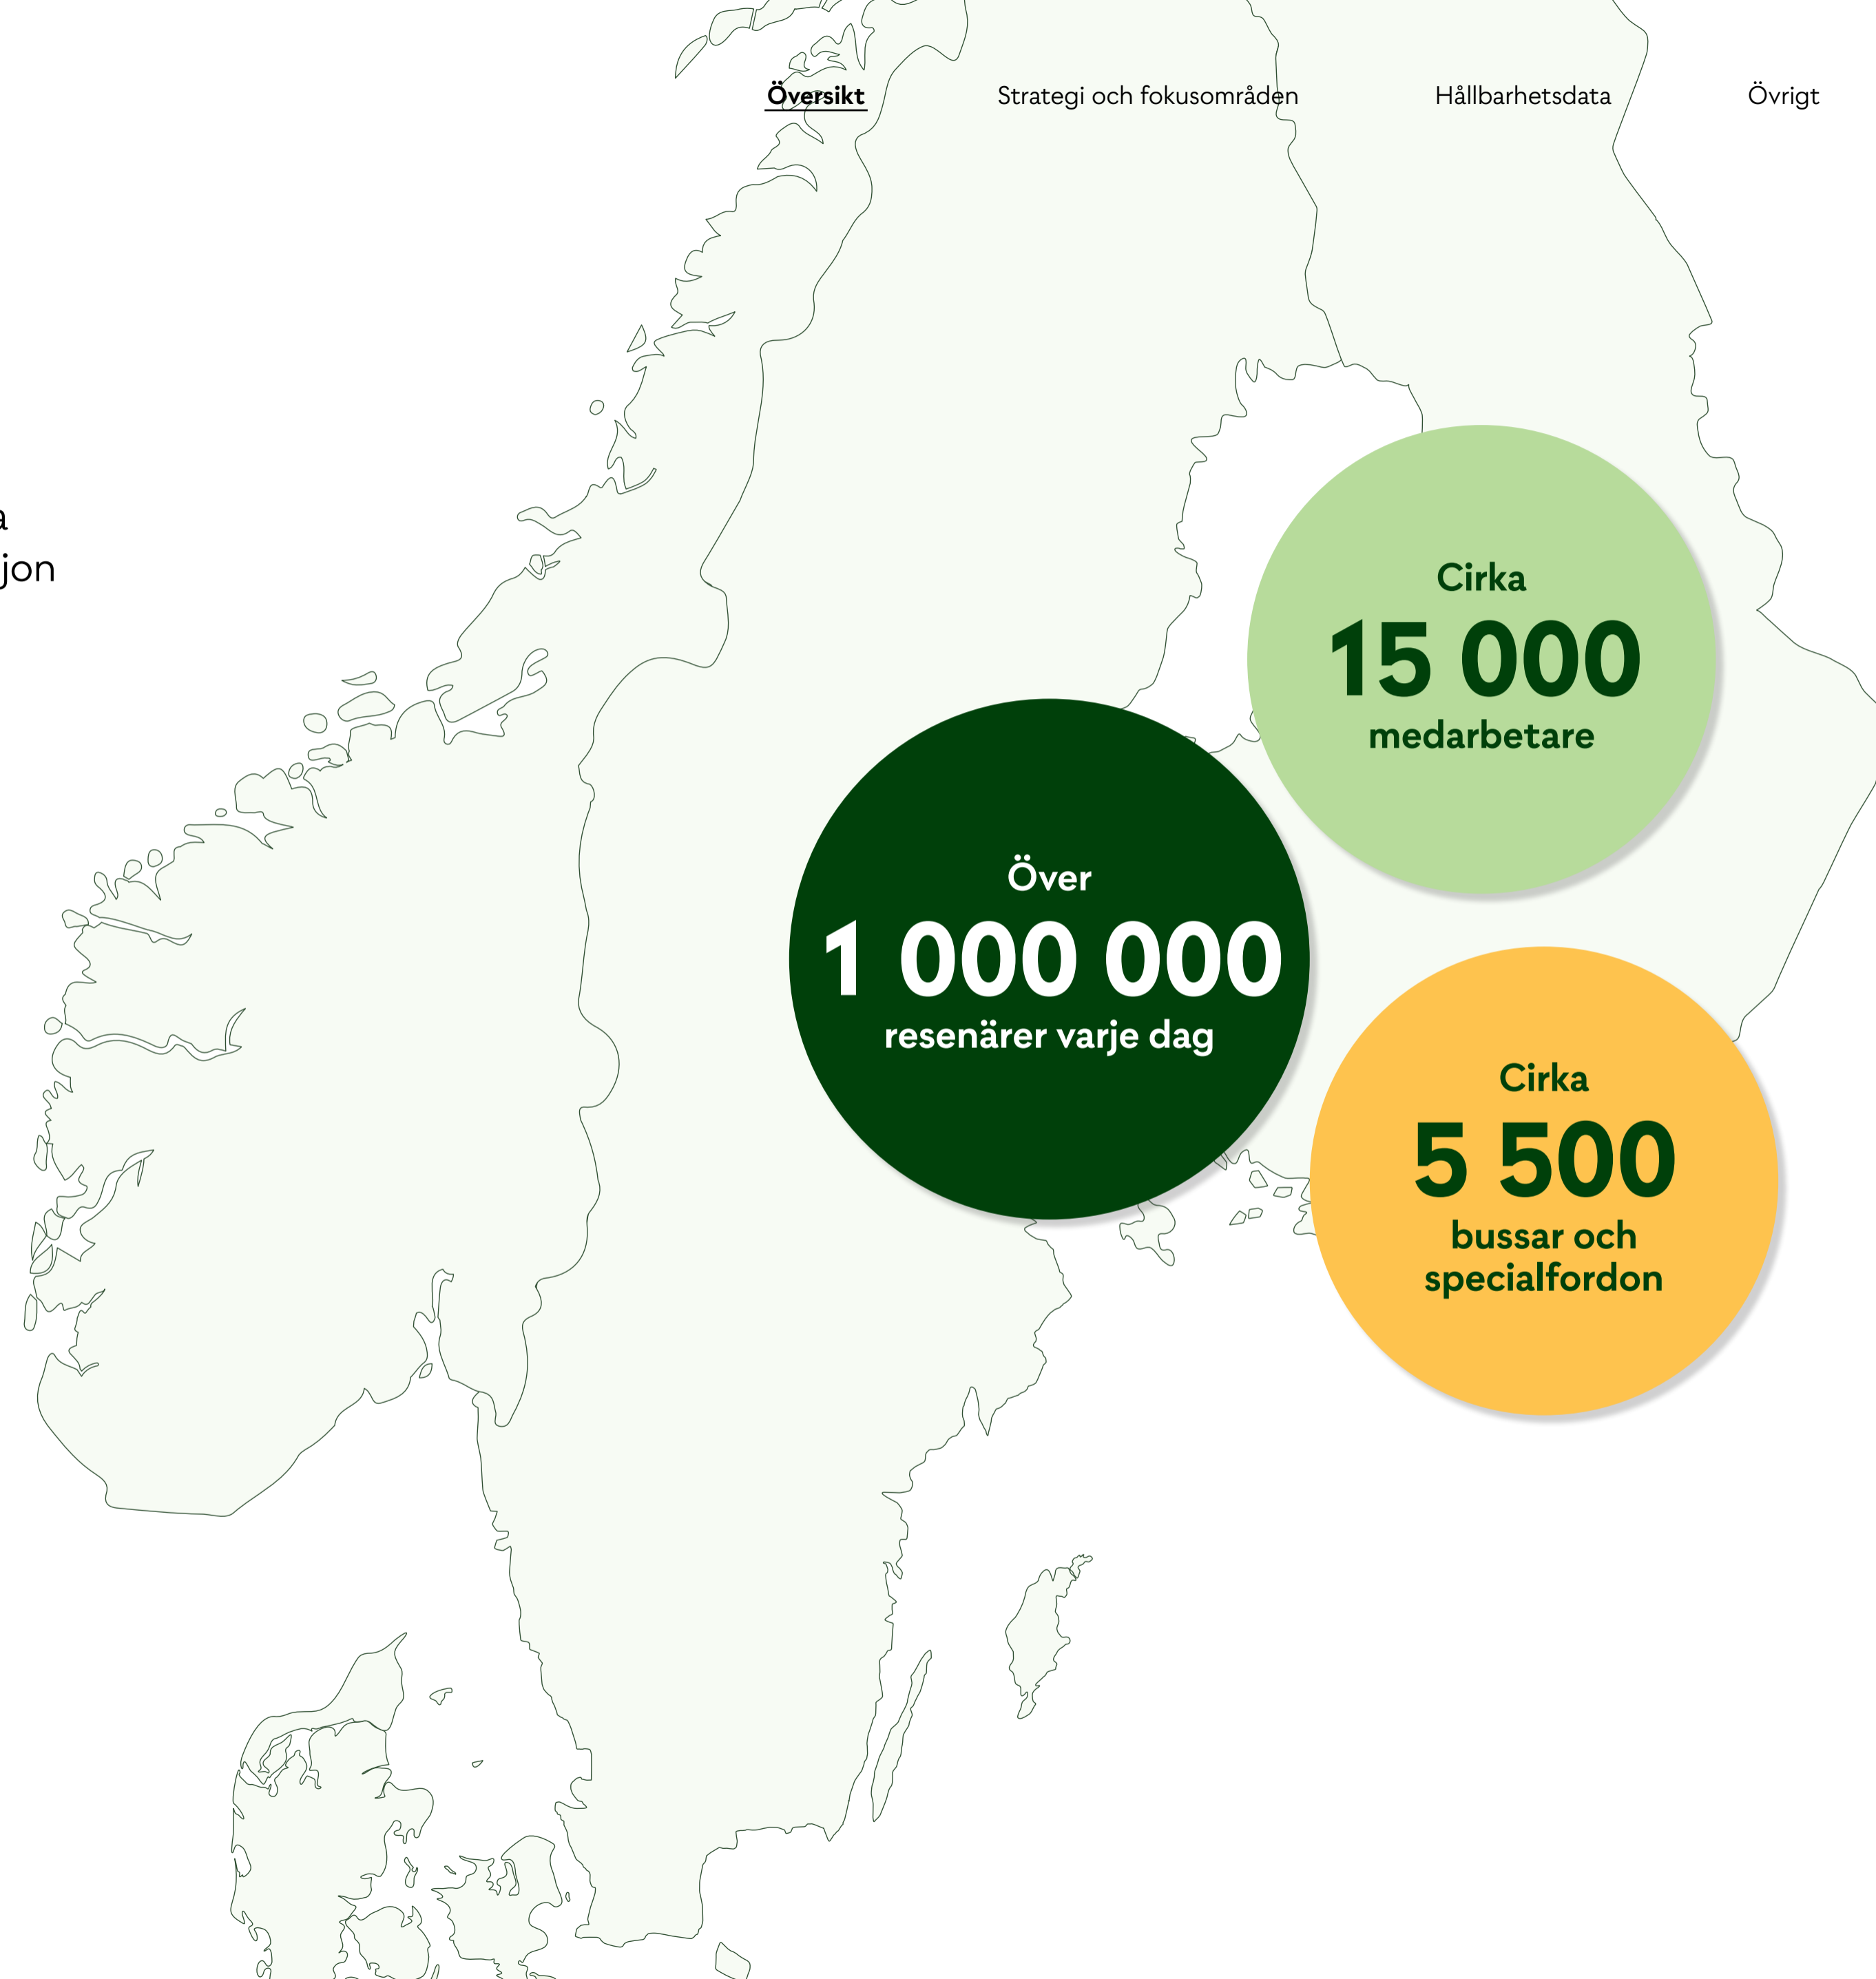 Översikt
Strategi och fokusområden
Hållbarhetsdata
Övrigt
a
jon
Cirka
15 000
medarbetare
Över
1 000 000
resenärer varje dag
Cirka
5 500
bussar och
specialfordon